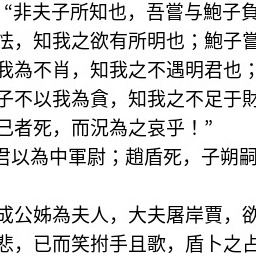 “非夫子所知也，吾嘗与鮑子負
怯，知我之欲有所明也；鮑子嘗
我為不肖，知我之不遇明君也；
子不以我為貪，知我之不足于財
己者死，而況為之哀乎！”
君以為中軍尉；趙盾死，子朔嗣
成公姊為夫人，大夫屠岸賈，欲
悲，已而笑拊手且歌，盾卜之占